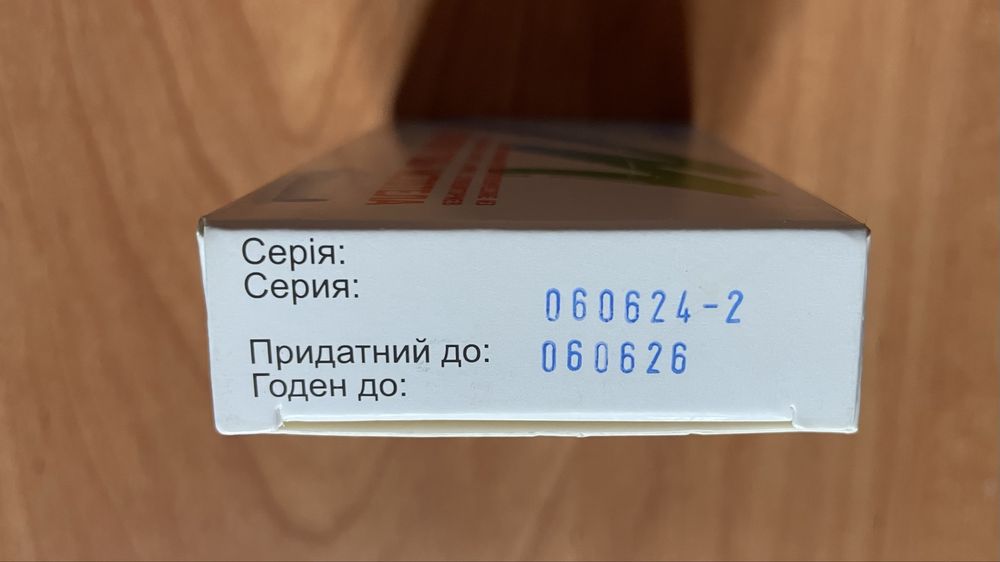 Серія:
Серия:
060624-2
Придатний до: 060626
Годен до: